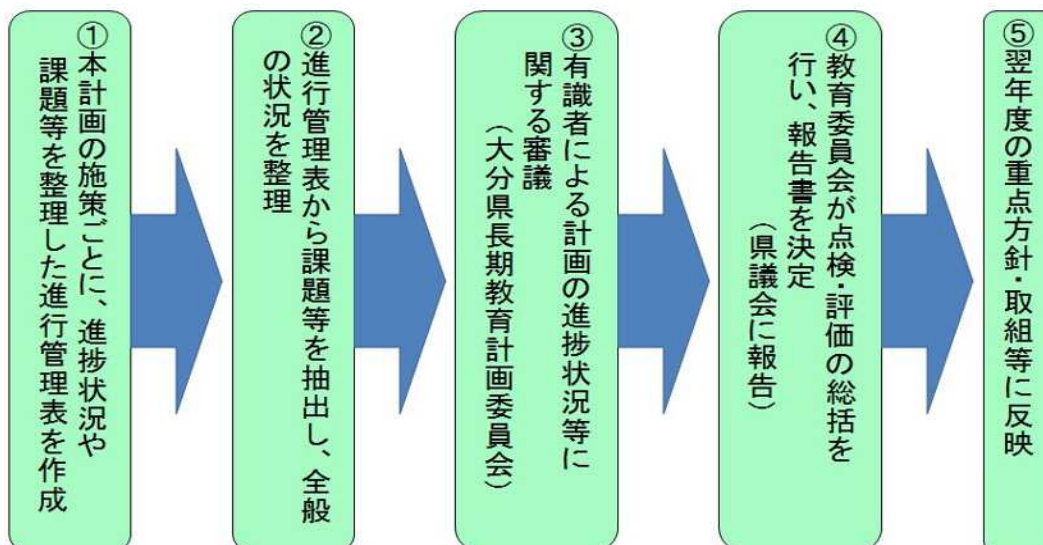 ①本計画の施策ごとに、進捗状況や
課題等を整理した進行管理表を作成
②進行管理表から課題等を抽出し、全般
の状況を整理
③有識者による計画の進捗状況等に
関する審議
（大分県長期教育計画委員会）
④教育委員会が点検・評価の総括を
行い、報告書を決定
（県議会に報告）
⑤翌年度の重点方針・取組等に反映